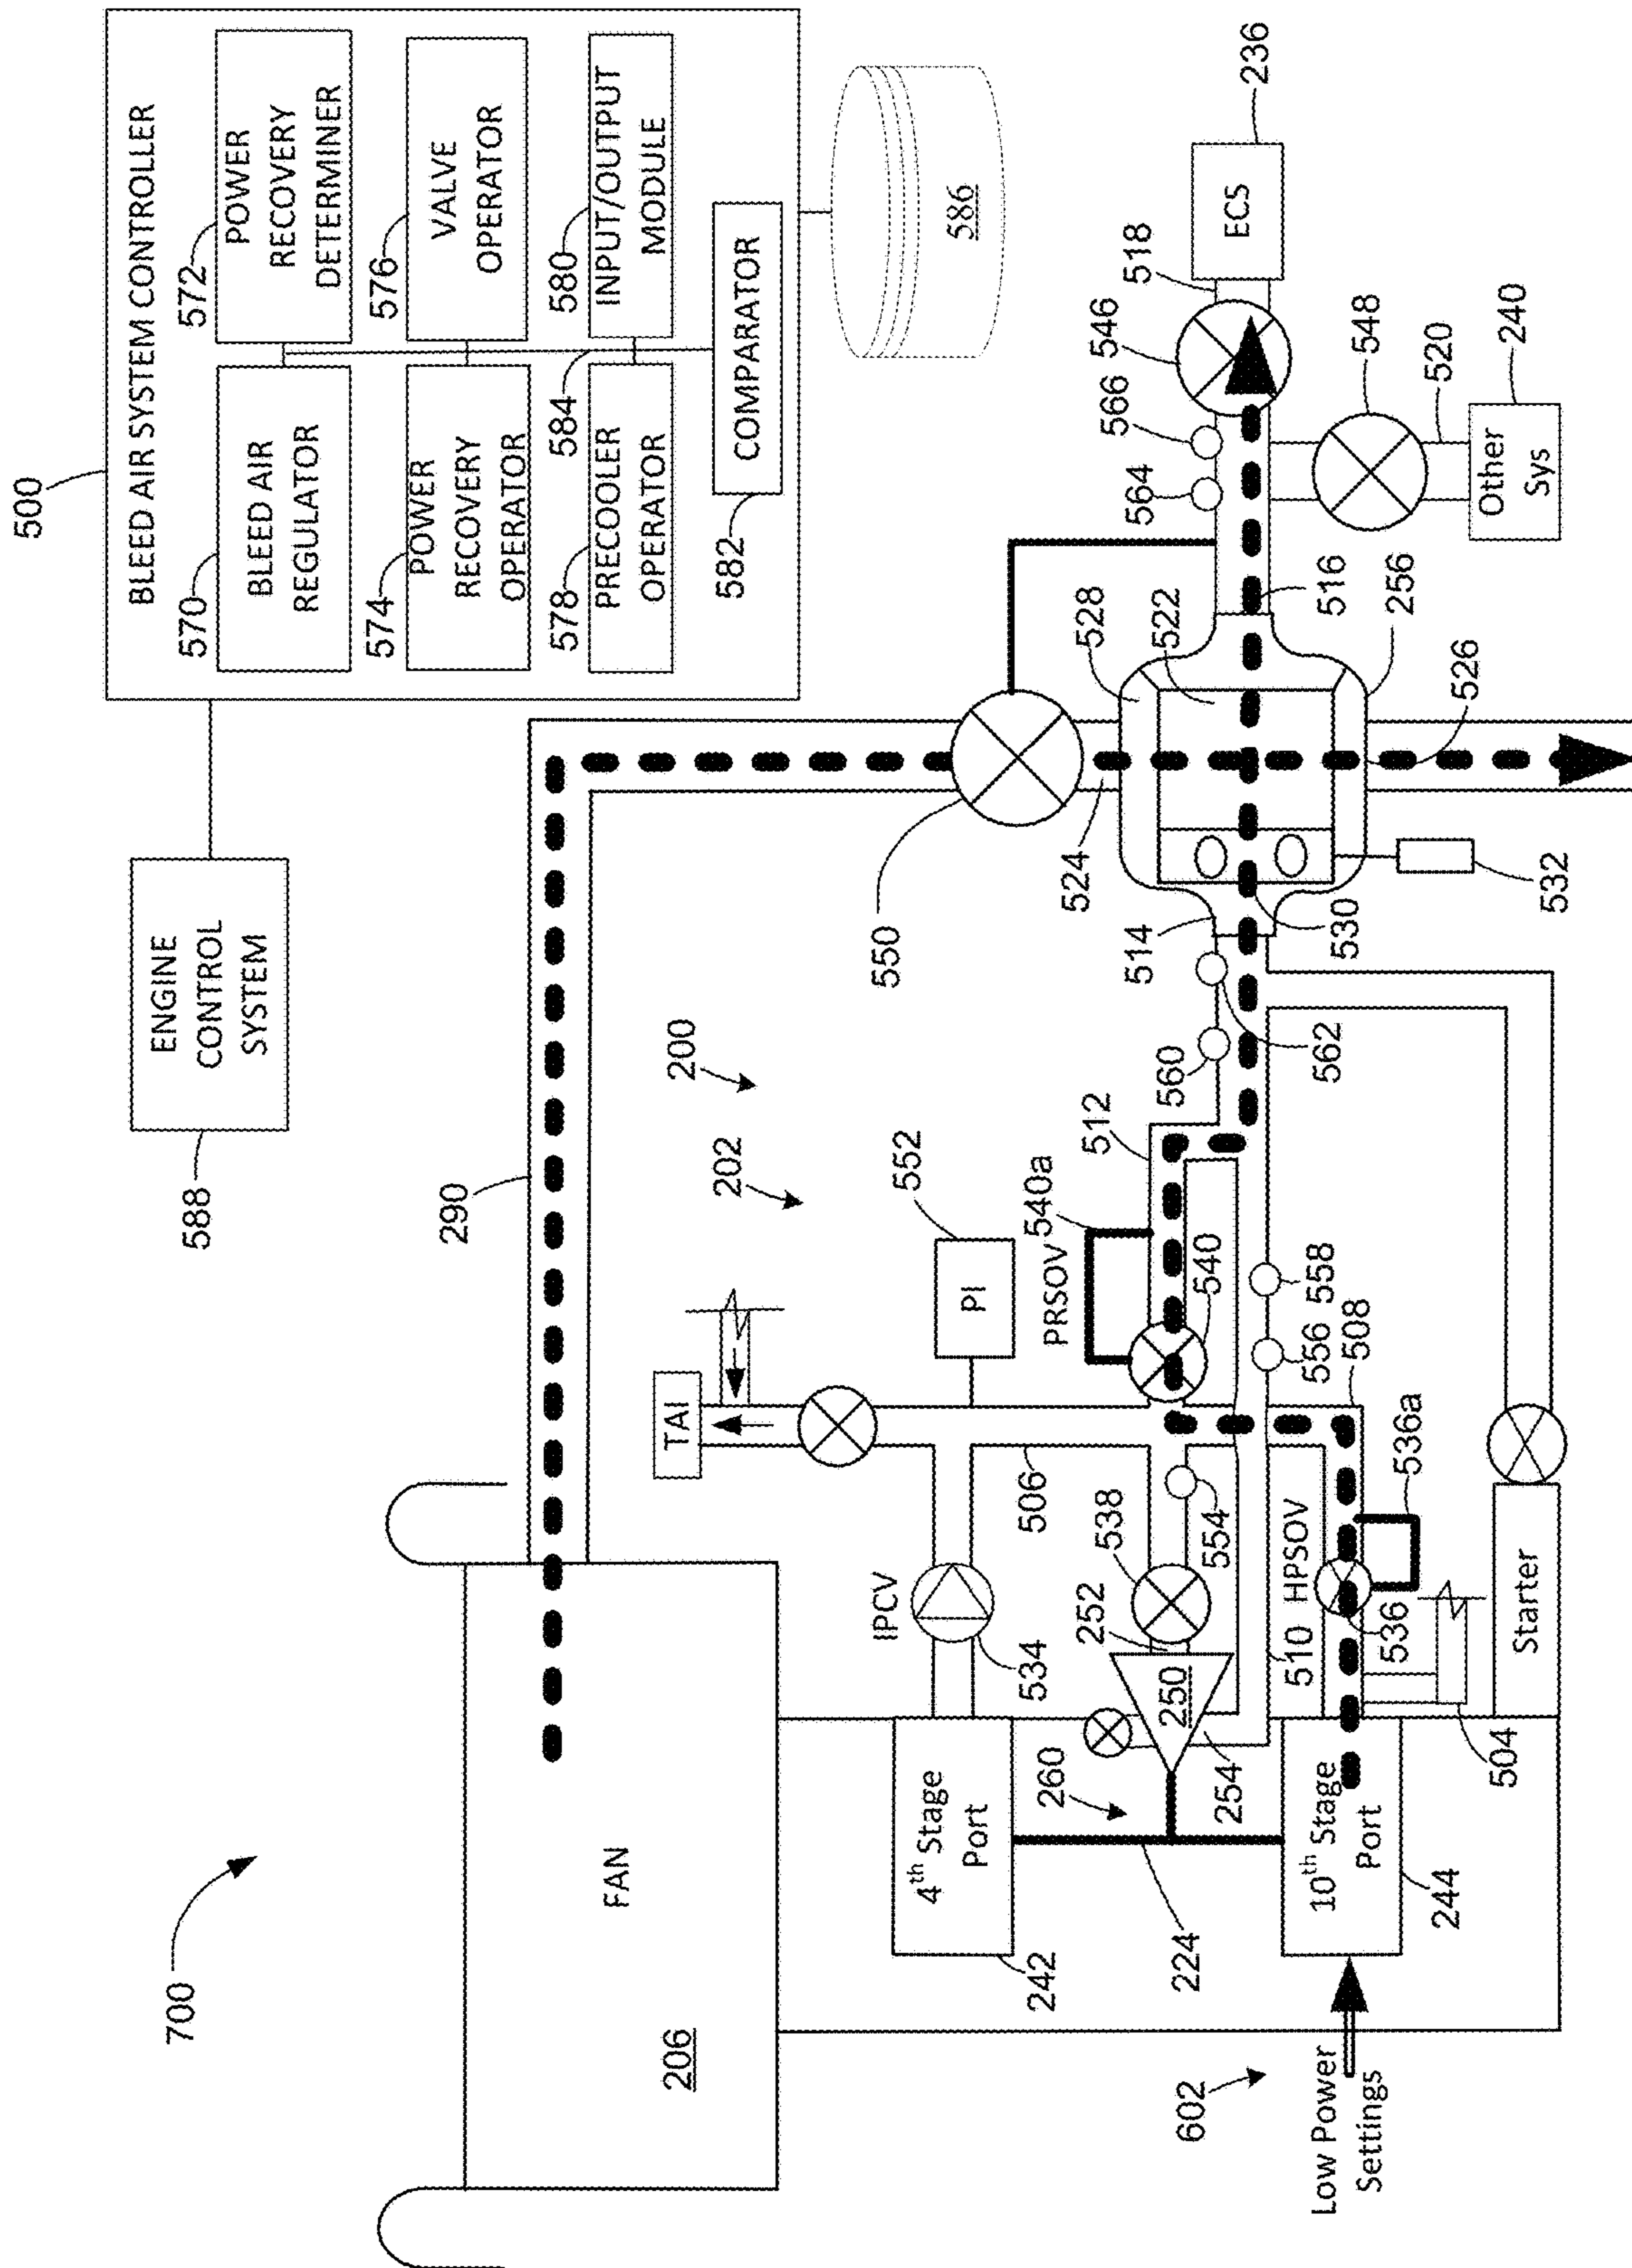 700
500
BLEED AIR SYSTEM CONTROLLER
570
BLEED AIR
REGULATOR
572
POWER
RECOVERY
DETERMINER
574
POWER
RECOVERY
OPERATOR
576
VALVE
OPERATOR
584
578
PRECOOLER
OPERATOR
580
INPUT/OUTPUT
MODULE
582
COMPARATOR
586
588
ENGINE
CONTROL
SYSTEM
290
FAN
206
200
202
TAI
552
PI
IPCV
534
4th Stage
Port
242
506
PRSOV
540a
540
512
538
554
252
250
254
260
224
550
524
528
522
514
530
532
526
256
516
560
562
564
566
546
518
ECS
236
548
520
240
Other
Sys
556
558
508
510
HPSOV
536
536a
504
10th Stage
Port
244
Starter
602
Low Power
Settings